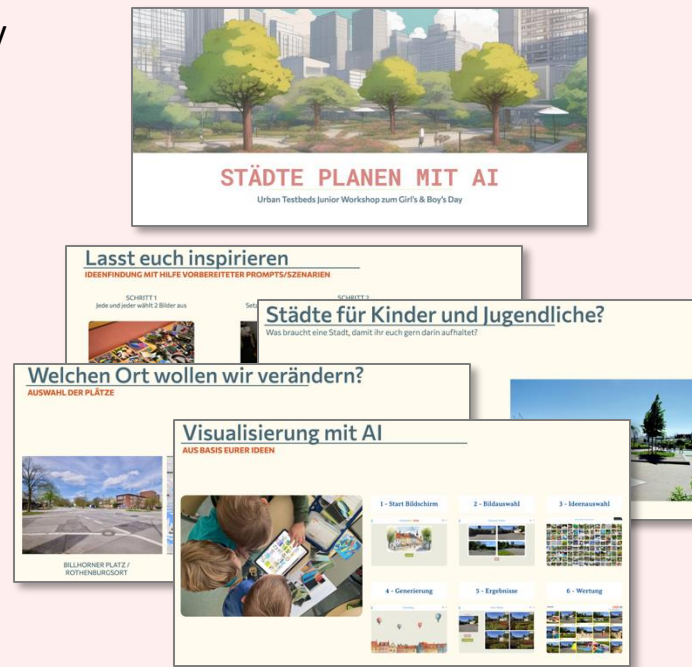 STÄDTE PLANEN MIT AI
Urban Testbeds Junior Workshop zum Girl's & Boy's Day
Lasst euch inspirieren
IDEENFINDUNG MIT HILFE VORBEREITETER PROMPTS/SZENARIEN
SCHRITT 1
Jede und jeder wählt 2 Bilder aus
SCHRITT 2
Städte für Kinder und Jugendliche?
Was braucht eine Stadt, damit ihr euch gern darin aufhaltet?
Welchen Ort wollen wir verändern?
AUSWAHL DER PLÄTZE
BILLHORNER PLATZ /
ROTHENBURGSORT
Visualisierung mit AI
AUS BASIS EURER IDEEN
1 - Start Bildschirm
2 - Bildauswahl
3 - Ideenauswahl
4 - Generierung
5 - Ergebnisse
6 - Wertung